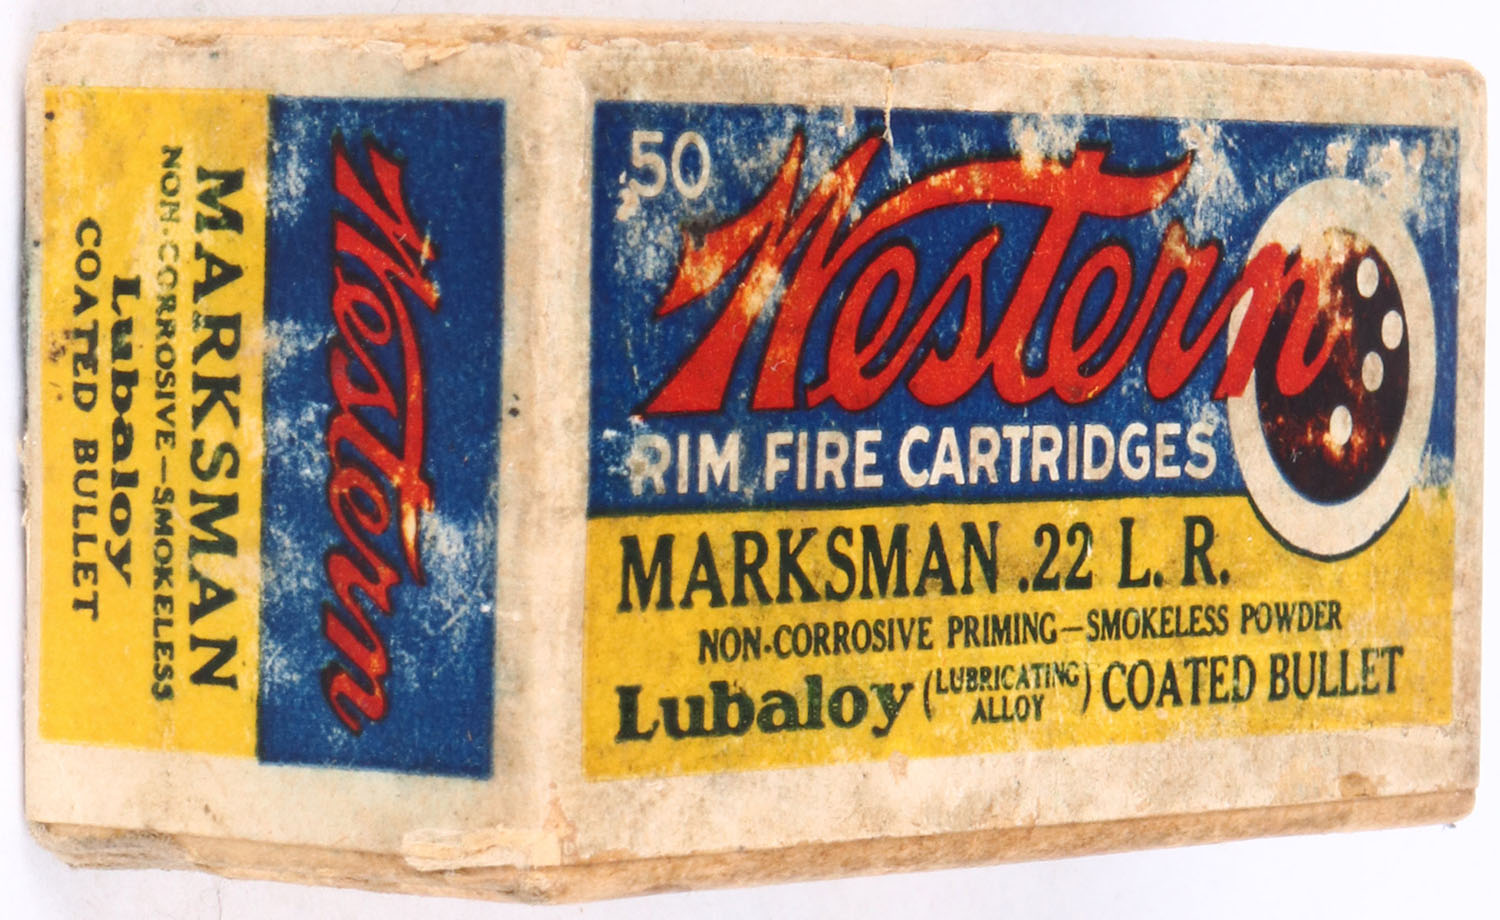 50
Western
RIM FIRE CARTRIDGES
MARKSMAN .22 L. R.
NON-CORROSIVE PRIMING—SMOKELESS POWDER
Lubaloy (LUBRICATING ALLOY) COATED BULLET
Western
MARKSMAN
NON-CORROSIVE—SMOKELESS
Lubaloy
COATED BULLET